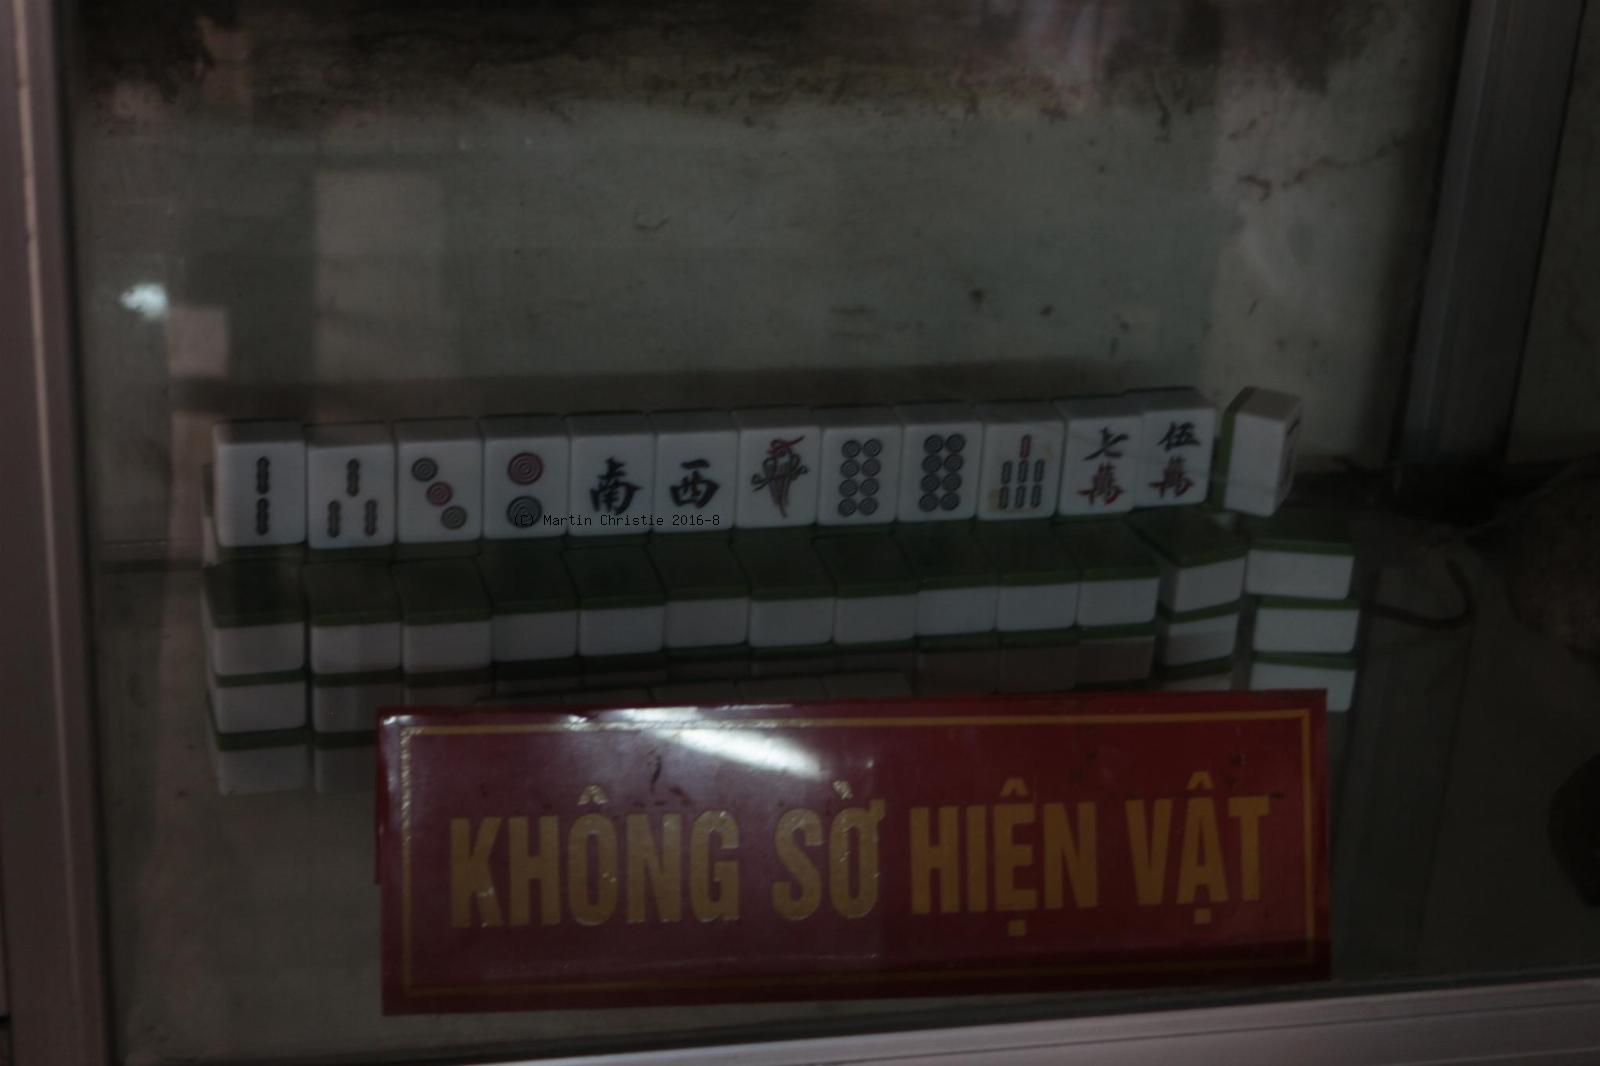 南 西 七萬 伍萬
(C) Martin Christie 2016-8
KHÔNG SỜ HIỆN VẬT